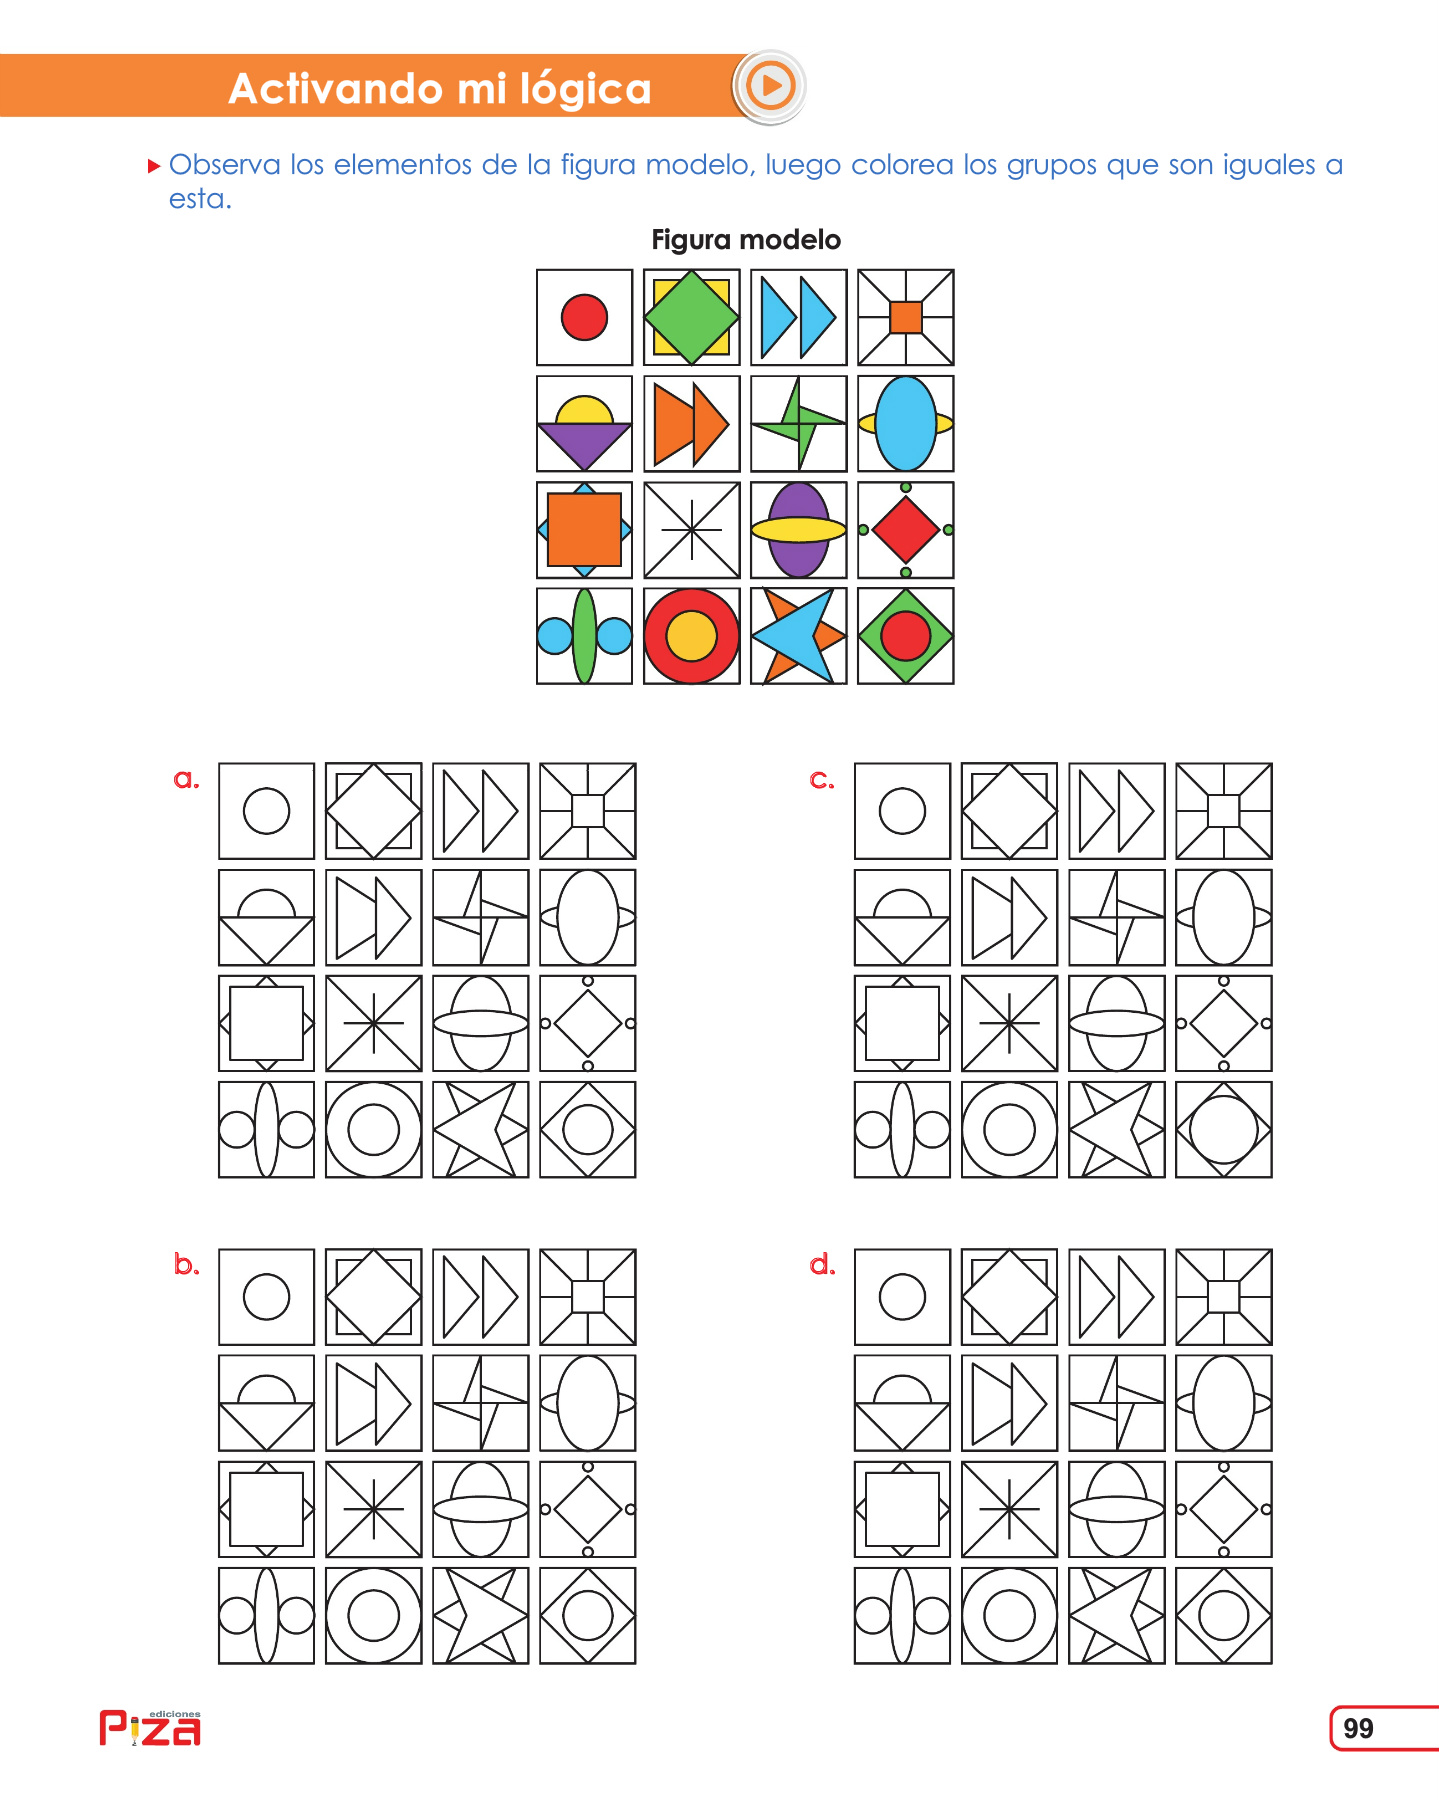 Activando mi lógica
Observa los elementos de la figura modelo, luego colorea los grupos que son iguales a
esta.
Figura modelo
a.
c.
b.
d.
ediciones
Piza
99